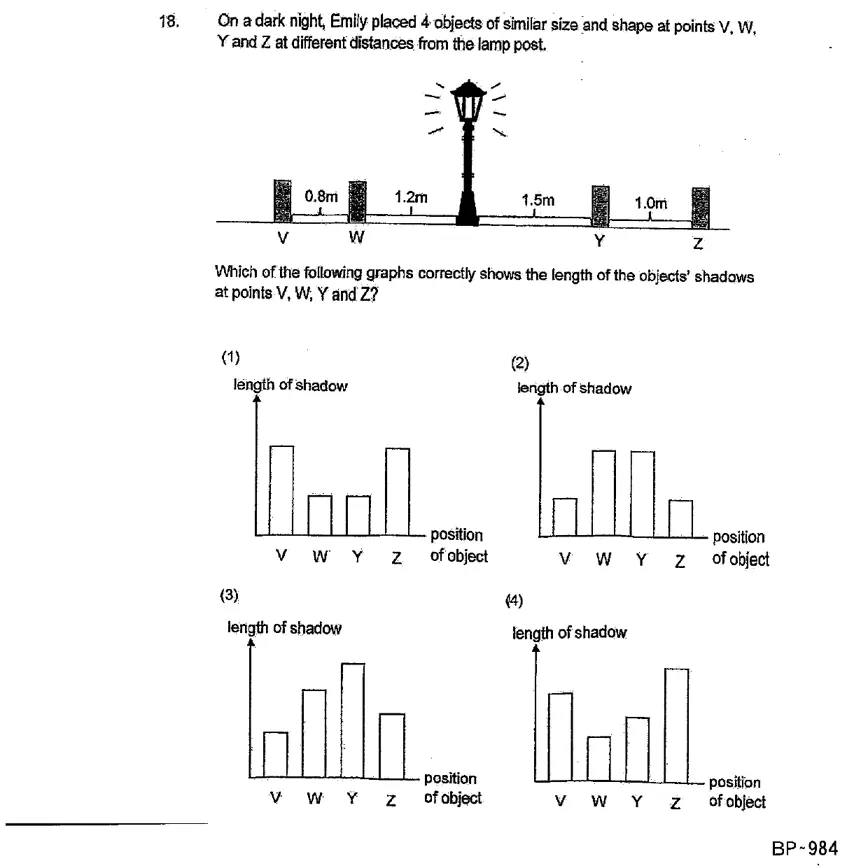 18. On a dark night, Emily placed 4 objects of similar size and shape at points V, W,
Y and Z at different distances from the lamp post.
0.8m 1.2m 1.5m 1.0m
V W Y Z
Which of the following graphs correctly shows the length of the objects' shadows
at points V, W, Y and Z?
(1)
length of shadow
V W Y Z
position
of object
(2)
length of shadow
V W Y Z
position
of object
(3)
length of shadow
V W Y Z
position
of object
(4)
length of shadow
V W Y Z
position
of object
BP-984